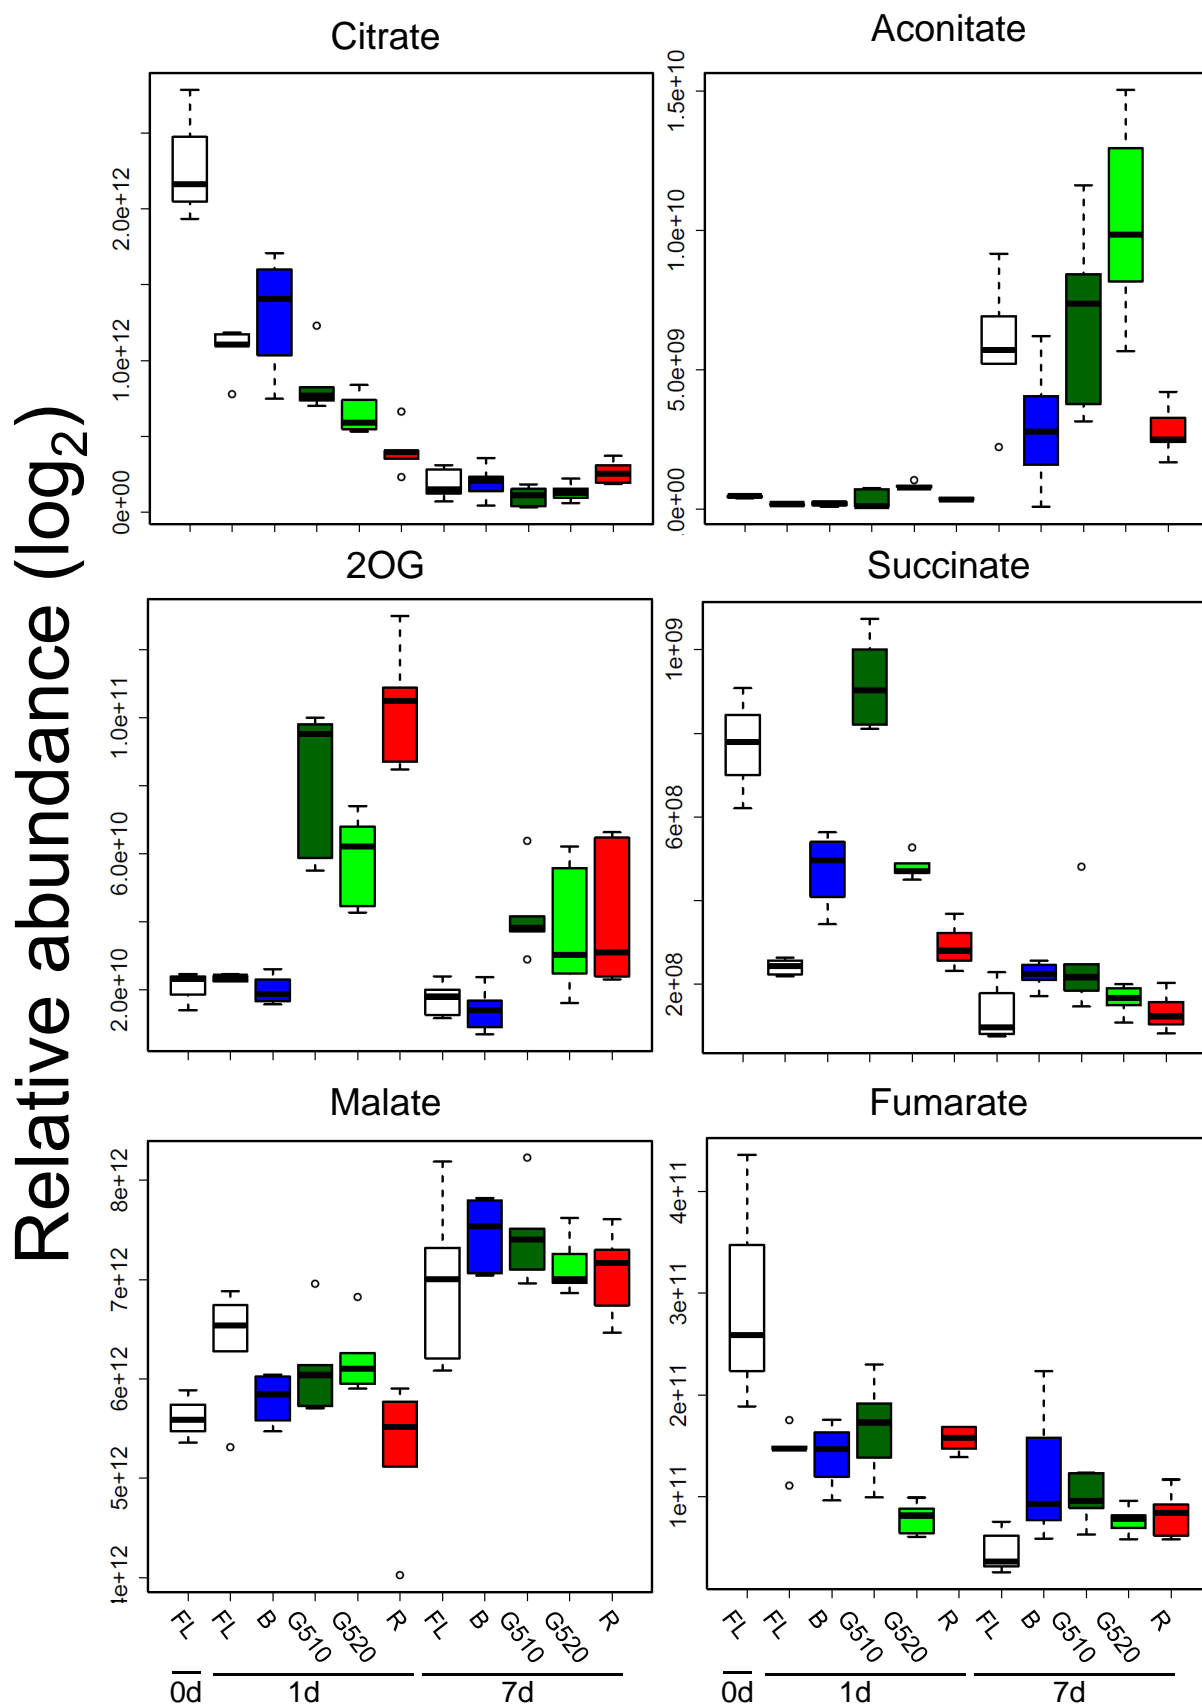 Relative abundance (log2)
Citrate
0e+00
1.0e+12
2.0e+12
Aconitate
.0e+00
5.0e+09
1.0e+10
1.5e+10
2OG
2.0e+10
6.0e+10
1.0e+11
Succinate
2e+08
6e+08
1e+09
Malate
4e+12
5e+12
6e+12
7e+12
8e+12
Fumarate
1e+11
2e+11
3e+11
4e+11
FL FL B G510 G520 R FL B G510 G520 R
0d 1d 7d
FL FL B G510 G520 R FL B G510 G520 R
0d 1d 7d